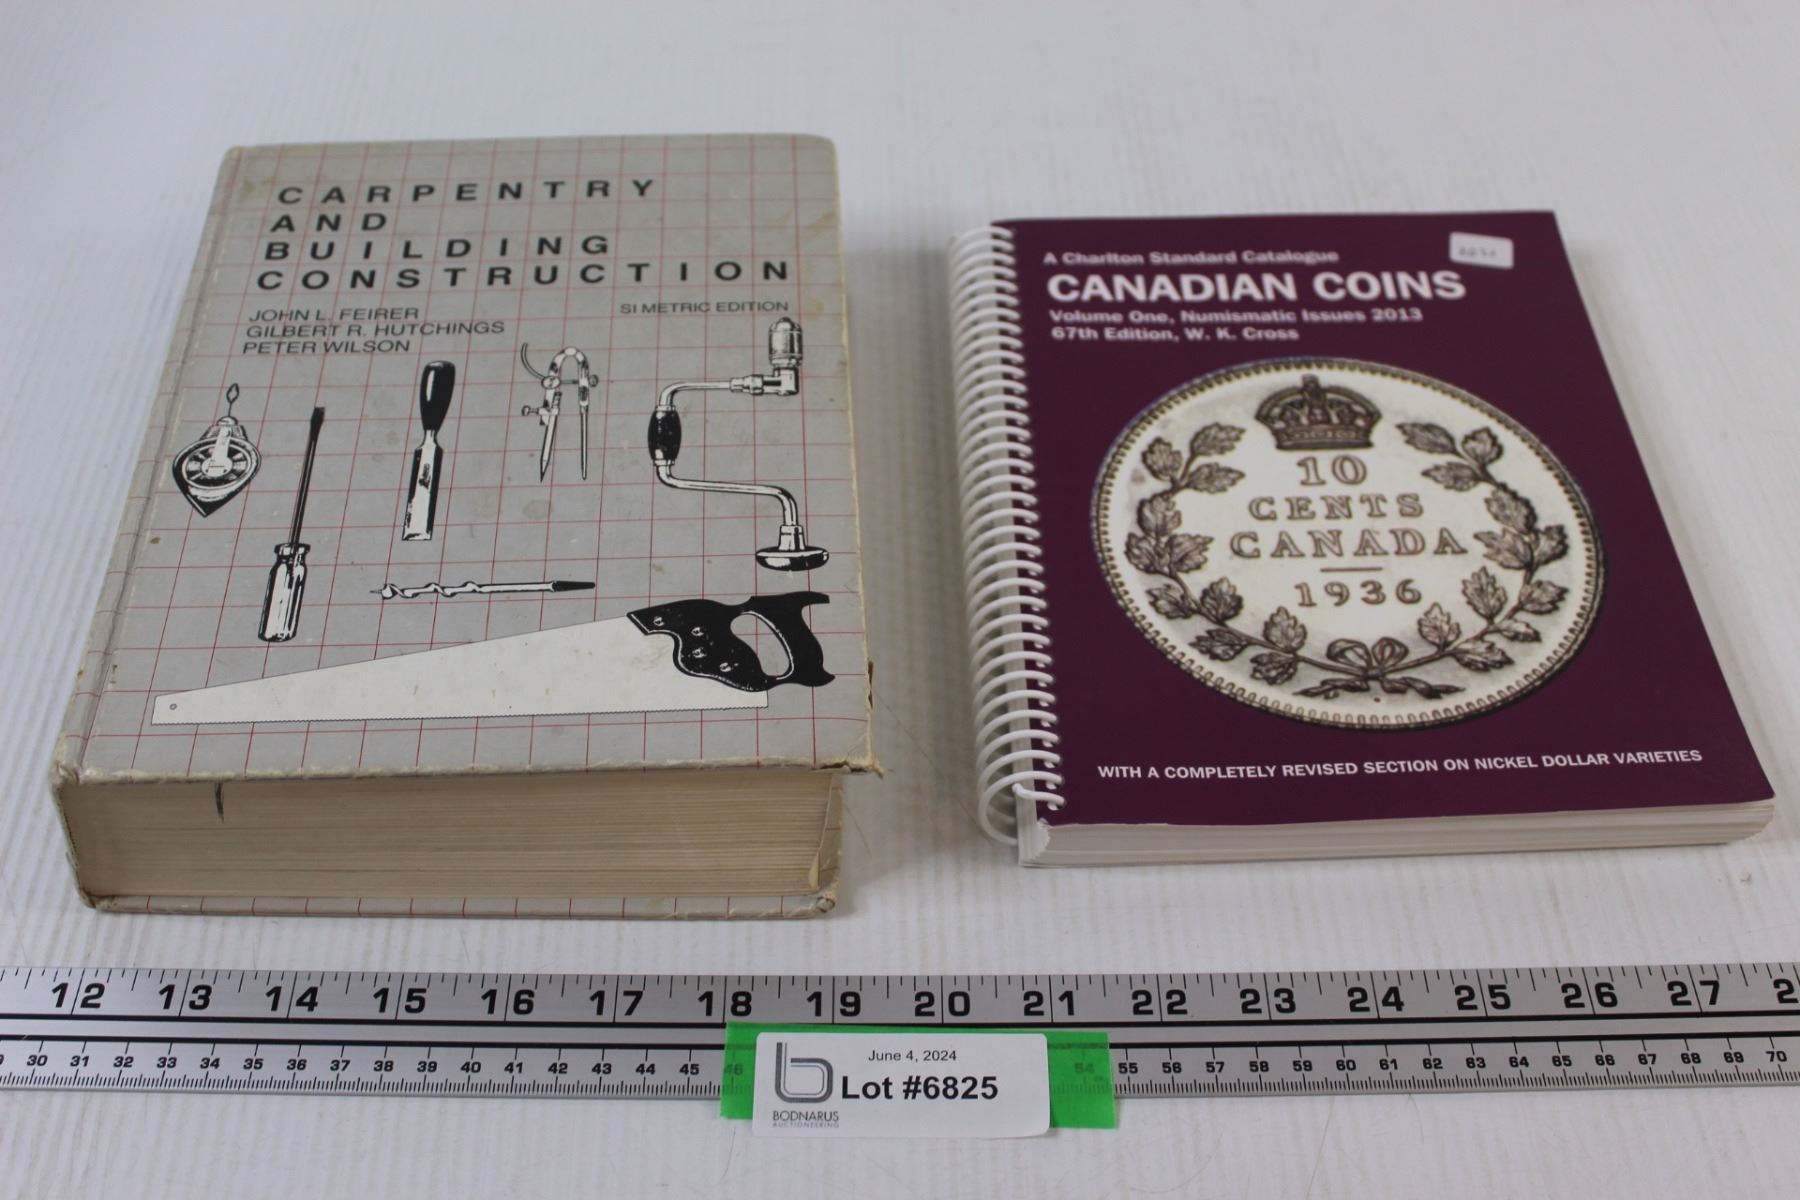 CARPENTRY
AND
BUILDING
CONSTRUCTION
JOHN L. FEIRER
GILBERT R. HUTCHINGS
PETER WILSON
SI METRIC EDITION
A Charlton Standard Catalogue
CANADIAN COINS
Volume One, Numismatic Issues 2013
67th Edition, W. K. Cross
10
CENTS
CANADA
1936
WITH A COMPLETELY REVISED SECTION ON NICKEL DOLLAR VARIETIES
12 13 14 15 16 17 18 19 20 21 22 23 24 25 26 27 2
30 31 32 33 34 35 36 37 38 39 40 41 42 43 44 45 46 54 55 56 57 58 59 60 61 62 63 64 65 66 67 68 69 70
June 4, 2024
Lot #6825
BODNARUS
AUCTIONEERING